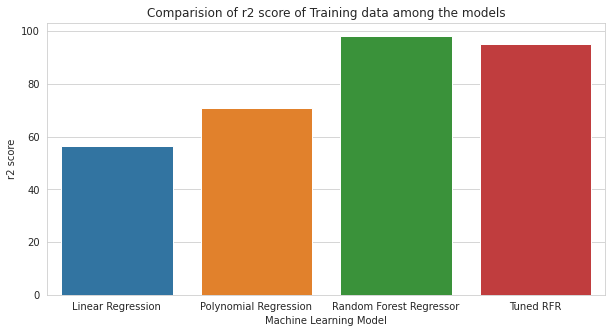 Comparision of r2 score of Training data among the models
100
80
60
40
20
0
r2 score
Linear Regression
Polynomial Regression
Random Forest Regressor
Tuned RFR
Machine Learning Model